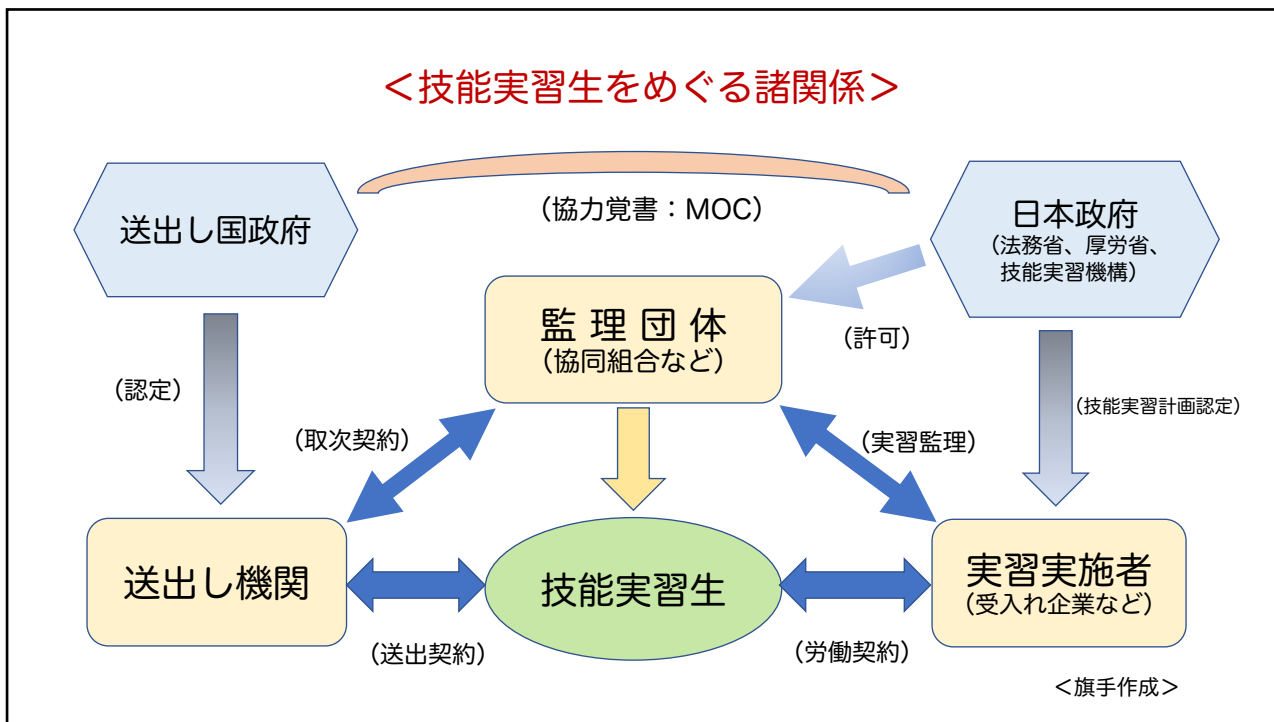 ＜技能実習生をめぐる諸関係＞
送出し国政府
（協力覚書：MOC）
日本政府
（法務省、厚労省、
技能実習機構）
監 理 団 体
（協同組合など）
（許可）
（認定）
（技能実習計画認定）
（取次契約）
（実習監理）
送出し機関
技能実習生
実習実施者
（受入れ企業など）
（送出契約）
（労働契約）
＜旗手作成＞